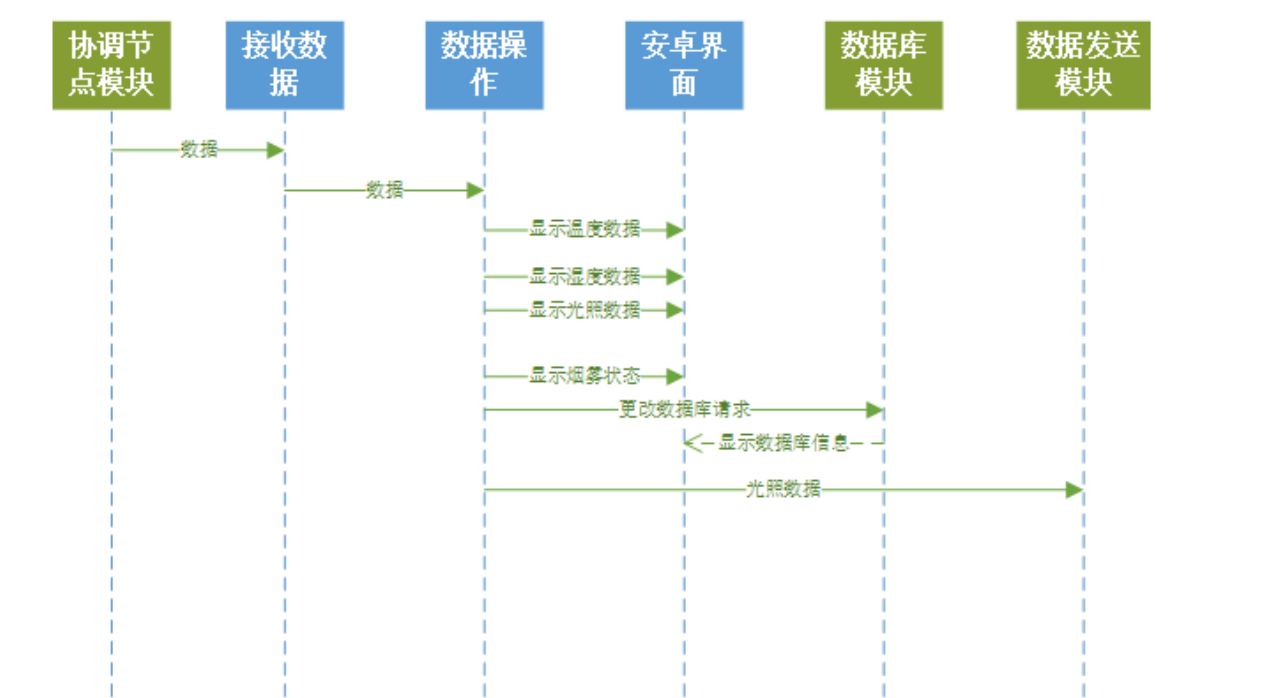 协调节
点模块
接收数
据
数据操
作
安卓界
面
数据库
模块
数据发送
模块
数据
数据
显示温度数据
显示湿度数据
显示光照数据
显示烟雾状态
更改数据库请求
显示数据库信息
光照数据